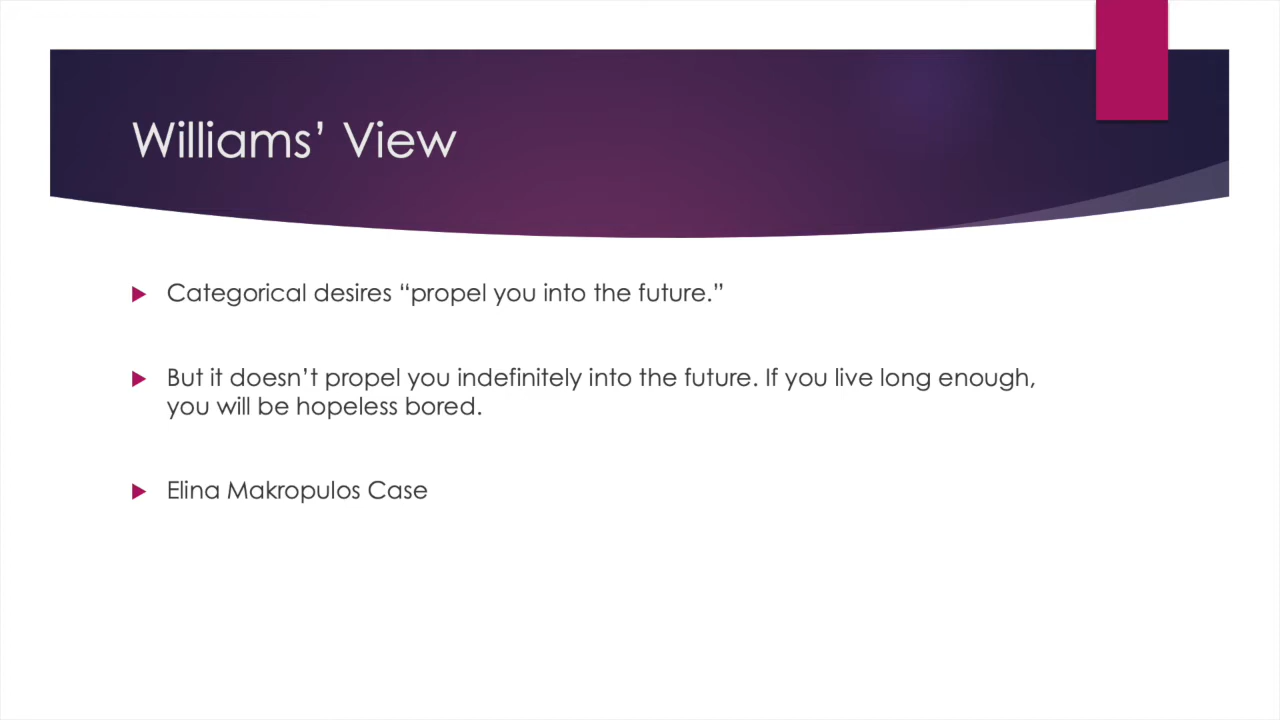 Williams’ View
Categorical desires “propel you into the future.”
But it doesn’t propel you indefinitely into the future. If you live long enough,
you will be hopeless bored.
Elina Makropulos Case